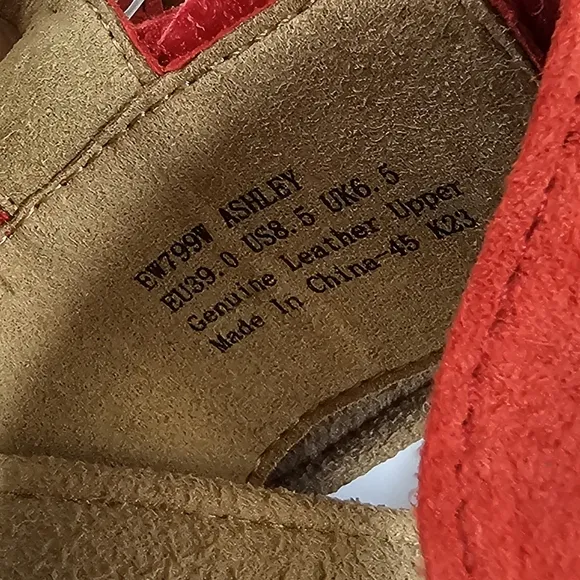 EW799W ASHLEY
EU39.0 US8.5 UK6.5
Genuine Leather Upper
Made In China-45 K23